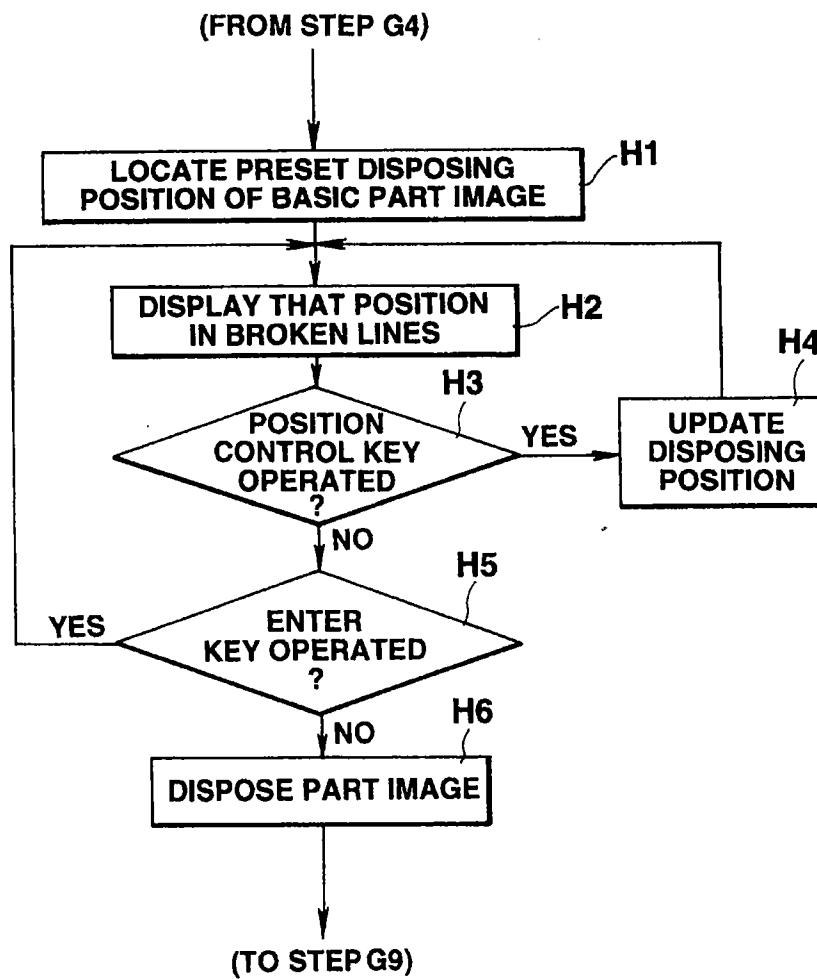 (FROM STEP G4)
H1
LOCATE PRESET DISPOSING
POSITION OF BASIC PART IMAGE
DISPLAY THAT POSITION
IN BROKEN LINES
H2
H3
H4
POSITION
CONTROL KEY
OPERATED
?
YES
UPDATE
DISPOSING
POSITION
NO
H5
YES
ENTER
KEY OPERATED
?
NO
H6
DISPOSE PART IMAGE
(TO STEP G9)